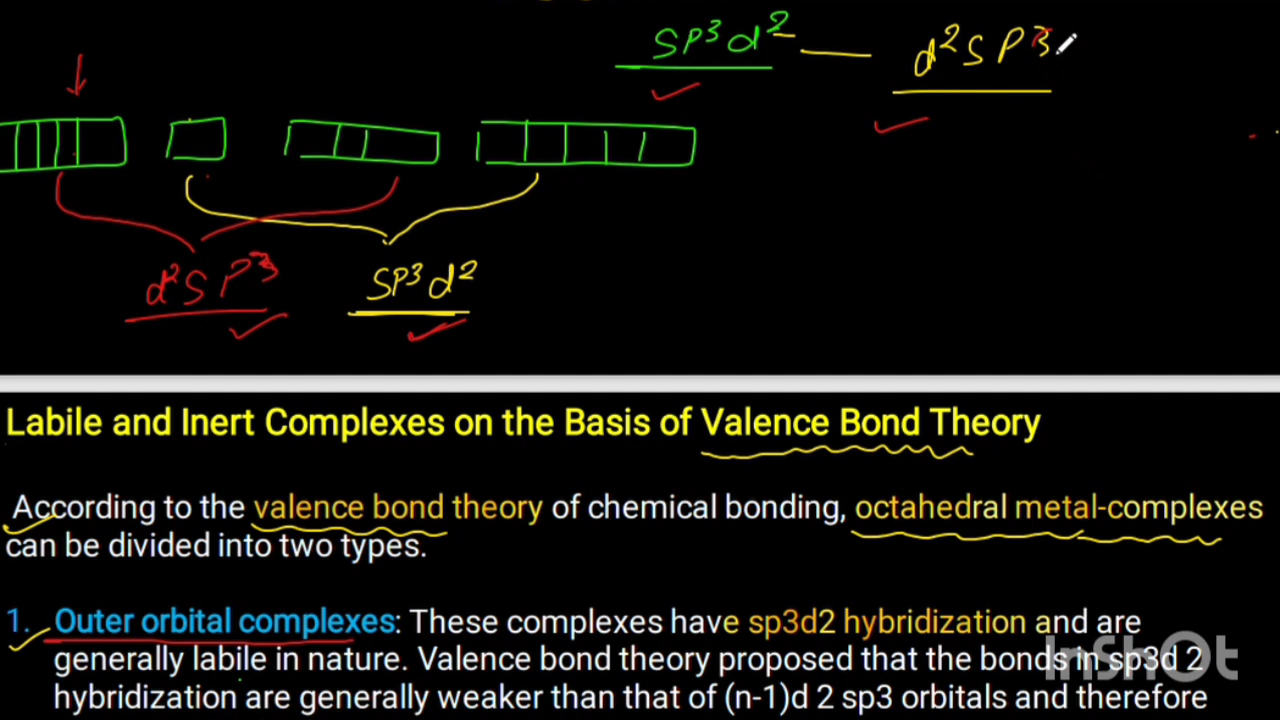 SP³d² — d²SP³
d²SP³ SP³d²
Labile and Inert Complexes on the Basis of Valence Bond Theory
According to the valence bond theory of chemical bonding, octahedral metal-complexes
can be divided into two types.
1. Outer orbital complexes: These complexes have sp3d2 hybridization and are
generally labile in nature. Valence bond theory proposed that the bonds in sp3d 2
hybridization are generally weaker than that of (n-1)d 2 sp3 orbitals and therefore
InShOt